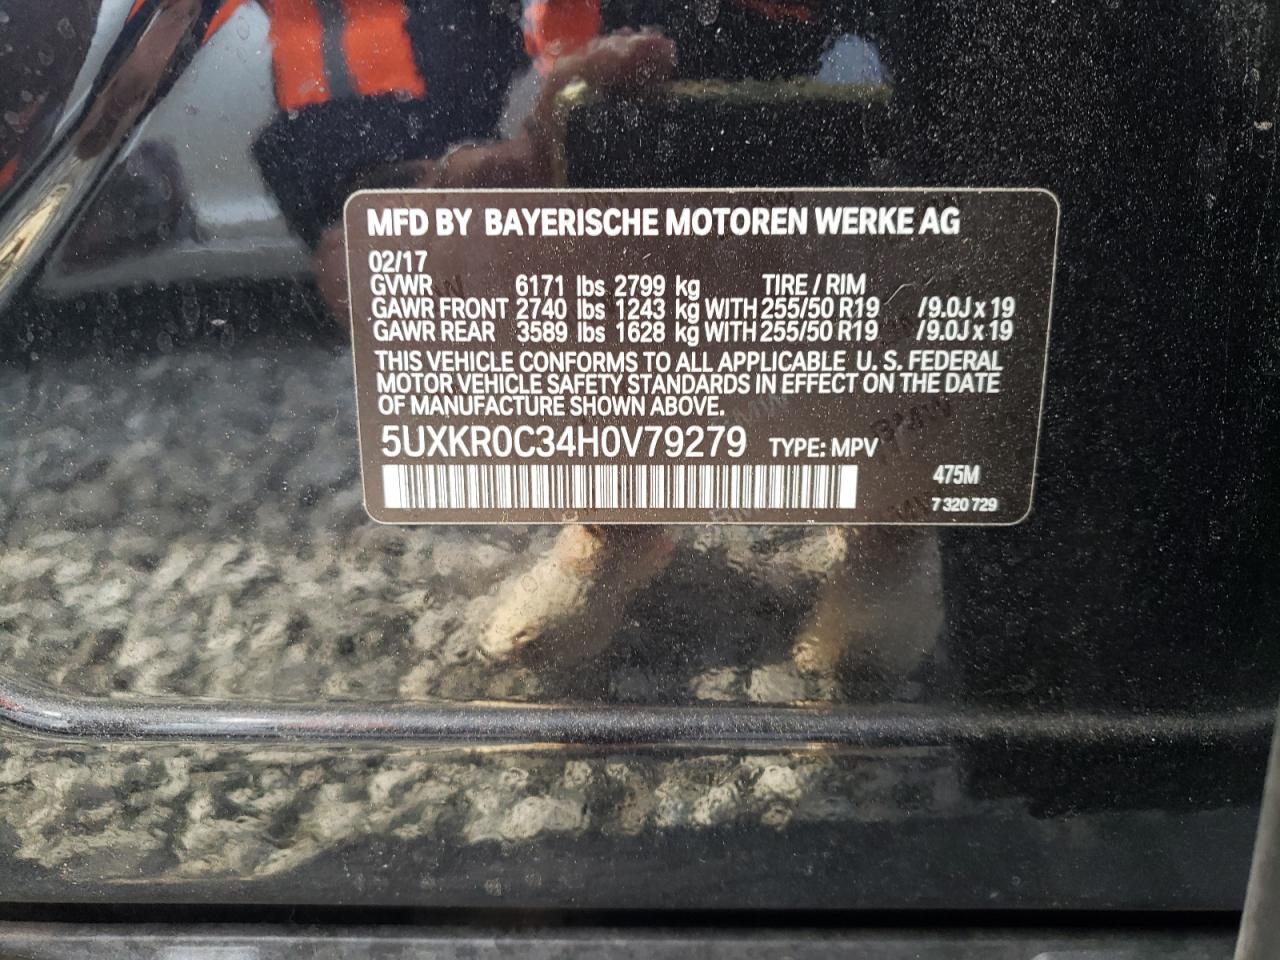 MFD BY BAYERISCHE MOTOREN WERKE AG
02/17
GVWR 6171 lbs 2799 kg TIRE / RIM
GAWR FRONT 2740 lbs 1243 kg WITH 255/50 R19 /9.0J x 19
GAWR REAR 3589 lbs 1628 kg WITH 255/50 R19 /9.0J x 19
THIS VEHICLE CONFORMS TO ALL APPLICABLE U. S. FEDERAL
MOTOR VEHICLE SAFETY STANDARDS IN EFFECT ON THE DATE
OF MANUFACTURE SHOWN ABOVE.
5UXKR0C34H0V79279 TYPE: MPV
475M
7 320 729